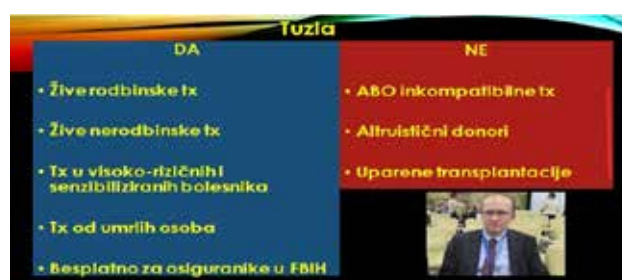 Tuzla
DA
• Žive rodbinske tx
• Žive nerodbinske tx
• Tx u visoko-rizičnih i
senzibiliziranih bolesnika
• Tx od umrlih osoba
• Besplatno za osiguranike u FBIH
NE
• ABO inkompatibilne tx
• Altruistični donori
• Uparene transplantacije